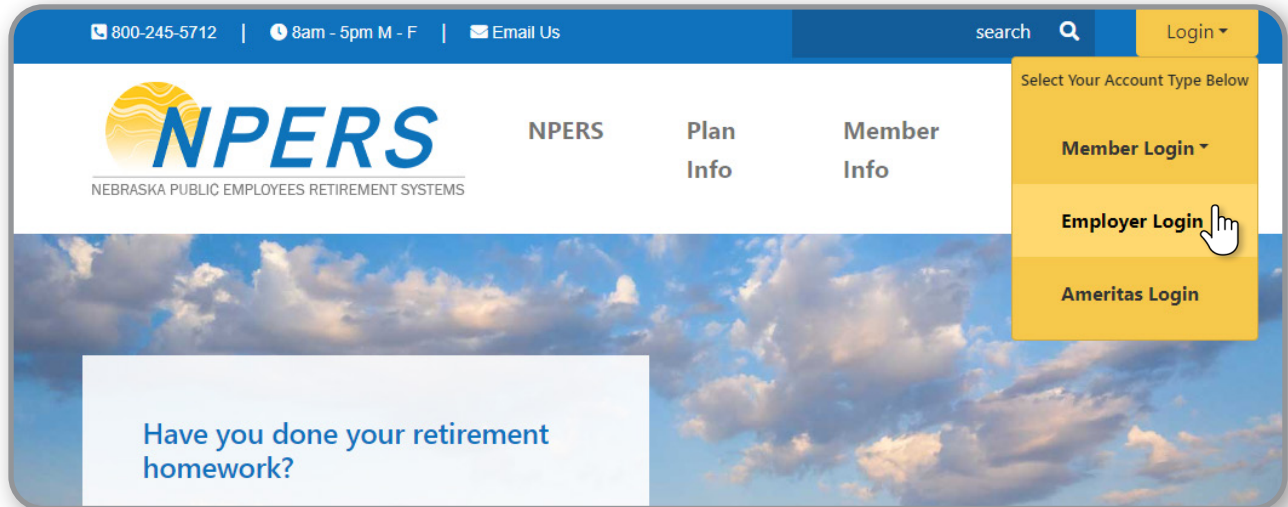 800-245-5712 | 8am - 5pm M - F | Email Us search Login
Select Your Account Type Below
NPERS
NEBRASKA PUBLIC EMPLOYEES RETIREMENT SYSTEMS
NPERS
Plan
Info
Member
Info
Member Login
Employer Login
Ameritas Login
Have you done your retirement
homework?